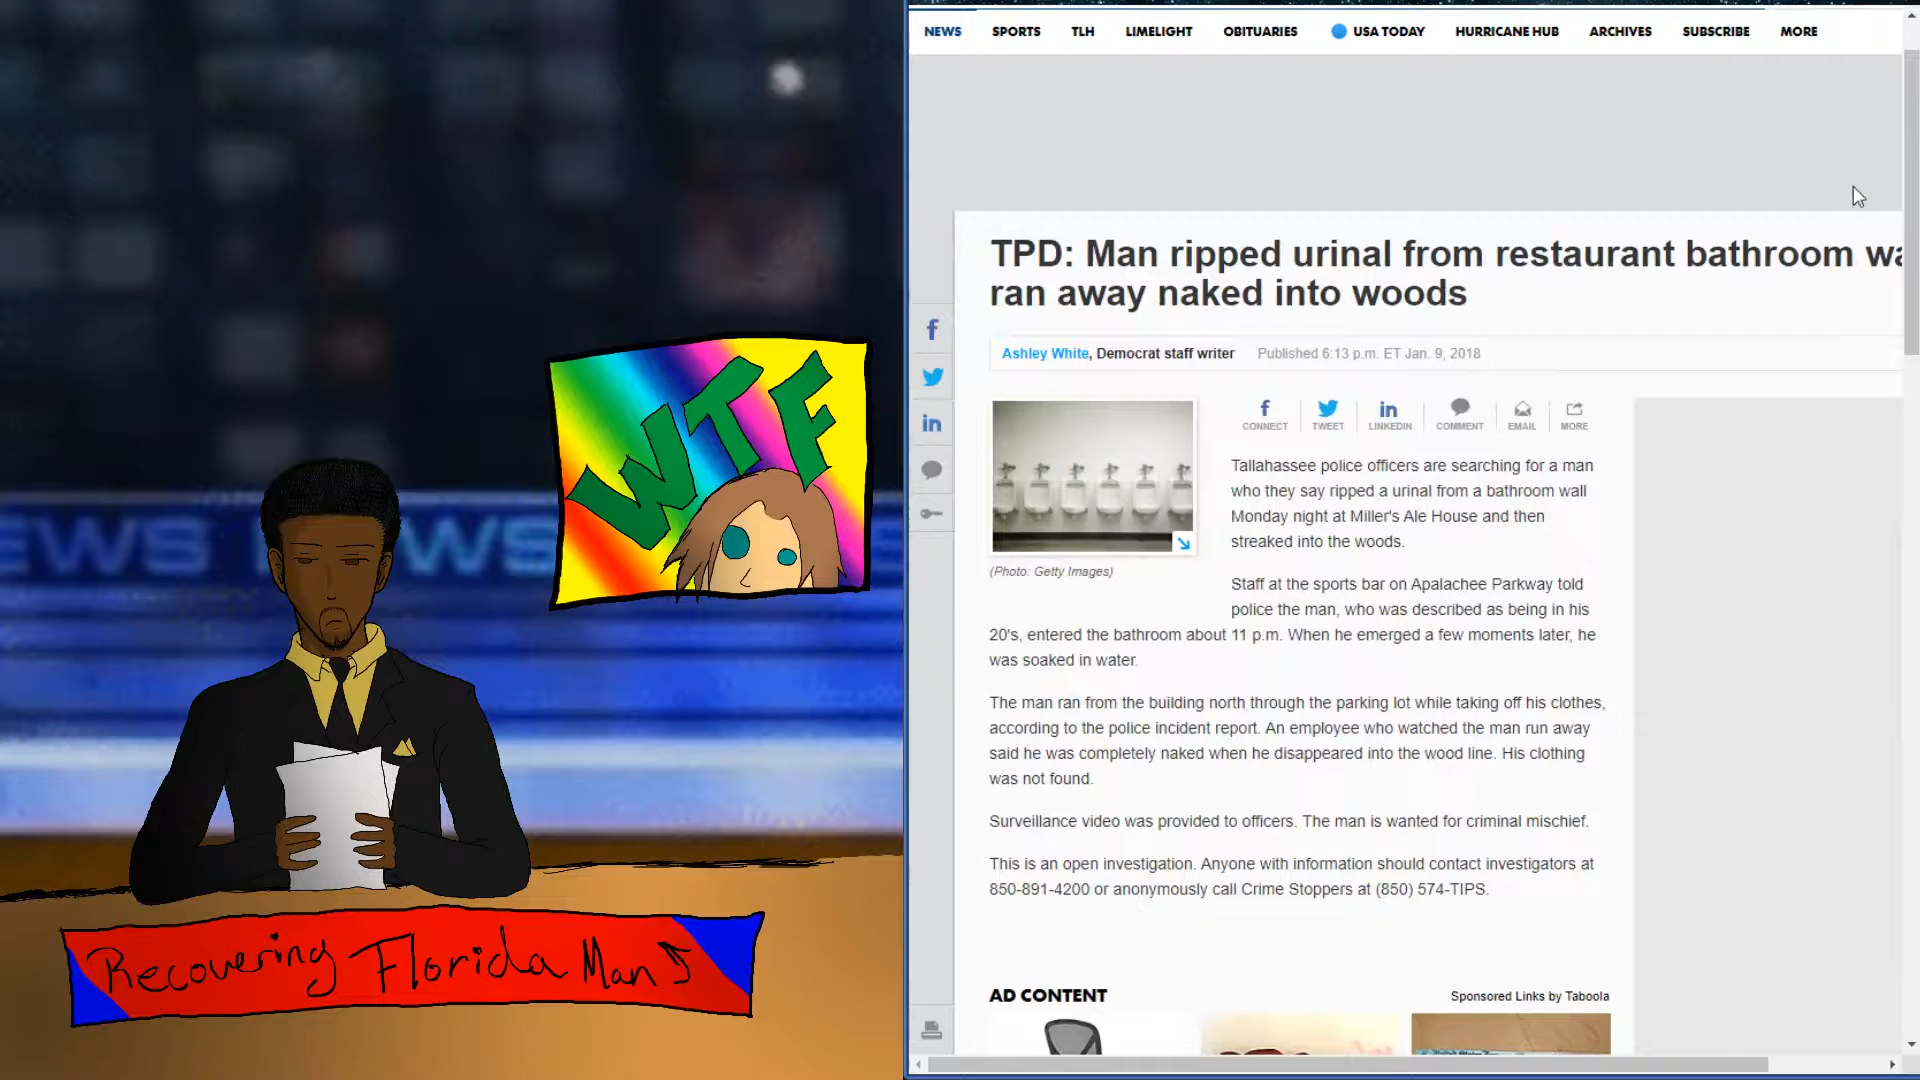 NEWS SPORTS TLH LIMELIGHT OBITUARIES USA TODAY HURRICANE HUB ARCHIVES SUBSCRIBE MORE
TPD: Man ripped urinal from restaurant bathroom
ran away naked into woods
Ashley White, Democrat staff writer Published 6:13 p.m. ET Jan. 9, 2018
CONNECT TWEET LINKEDIN COMMENT EMAIL MORE
(Photo: Getty Images)
Tallahassee police officers are searching for a man
who they say ripped a urinal from a bathroom wall
Monday night at Miller's Ale House and then
streaked into the woods.
Staff at the sports bar on Apalachee Parkway told
police the man, who was described as being in his
20's, entered the bathroom about 11 p.m. When he emerged a few moments later, he
was soaked in water.
The man ran from the building north through the parking lot while taking off his clothes,
according to the police incident report. An employee who watched the man run away
said he was completely naked when he disappeared into the wood line. His clothing
was not found.
Surveillance video was provided to officers. The man is wanted for criminal mischief.
This is an open investigation. Anyone with information should contact investigators at
850-891-4200 or anonymously call Crime Stoppers at (850) 574-TIPS.
AD CONTENT
Sponsored Links by Taboola
WTF
NEWS
Recovering Florida Man